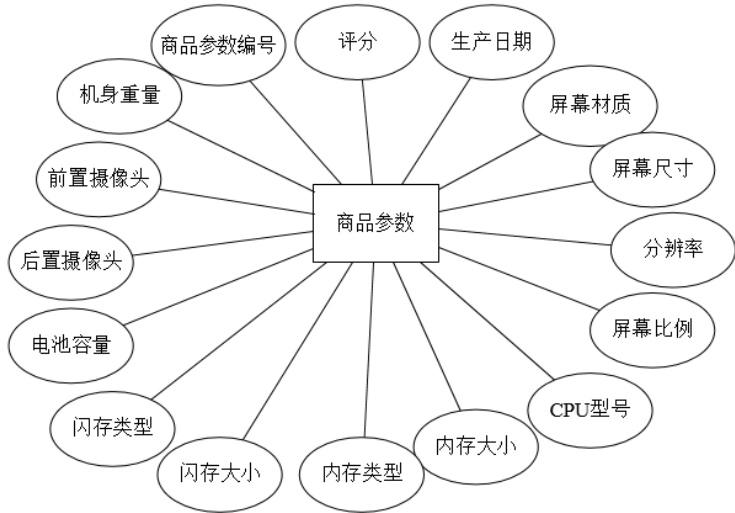 商品参数编号
评分
生产日期
机身重量
屏幕材质
前置摄像头
屏幕尺寸
商品参数
后置摄像头
分辨率
电池容量
屏幕比例
闪存类型
CPU型号
闪存大小
内存类型
内存大小